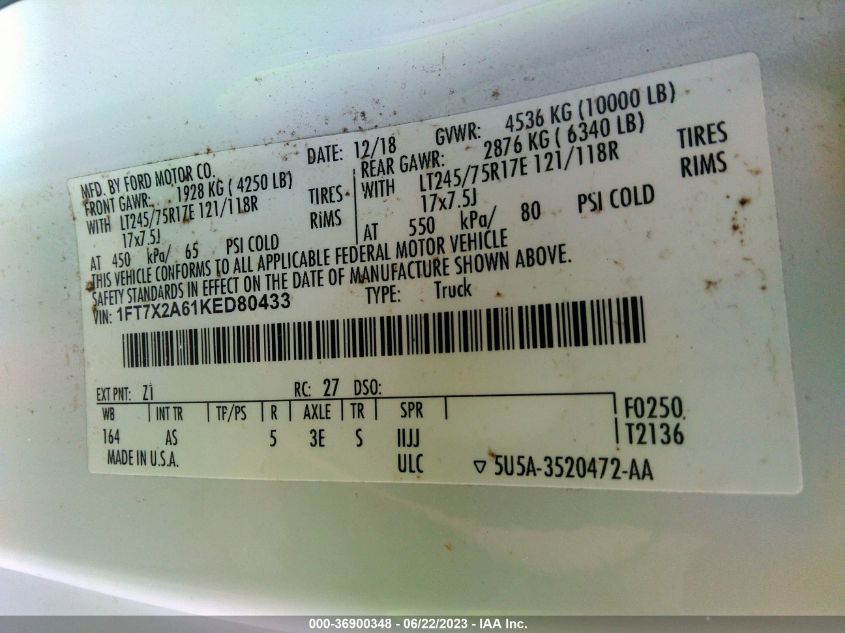 MFD. BY FORD MOTOR CO.
DATE: 12/18 GVWR: 4536 KG (10000 LB)
FRONT GAWR: 1928 KG ( 4250 LB)
REAR GAWR: 2876 KG ( 6340 LB)
WITH LT245/75R17E 121/118R TIRES
WITH LT245/75R17E 121/118R TIRES
17x7.5J RIMS
17x7.5J RIMS
AT 450 kPa/ 65 PSI COLD
AT 550 kPa/ 80 PSI COLD
THIS VEHICLE CONFORMS TO ALL APPLICABLE FEDERAL MOTOR VEHICLE
SAFETY STANDARDS IN EFFECT ON THE DATE OF MANUFACTURE SHOWN ABOVE.
VIN: 1FT7X2A61KED80433 TYPE: Truck
EXT PNT: Z1 RC: 27 DSO:
WB INT TR TF/PS R AXLE TR SPR F0250
164 AS 5 3E S IIJJ T2136
MADE IN U.S.A. ULC ▽ 5U5A-3520472-AA
000-36900348 - 06/22/2023 - IAA Inc.